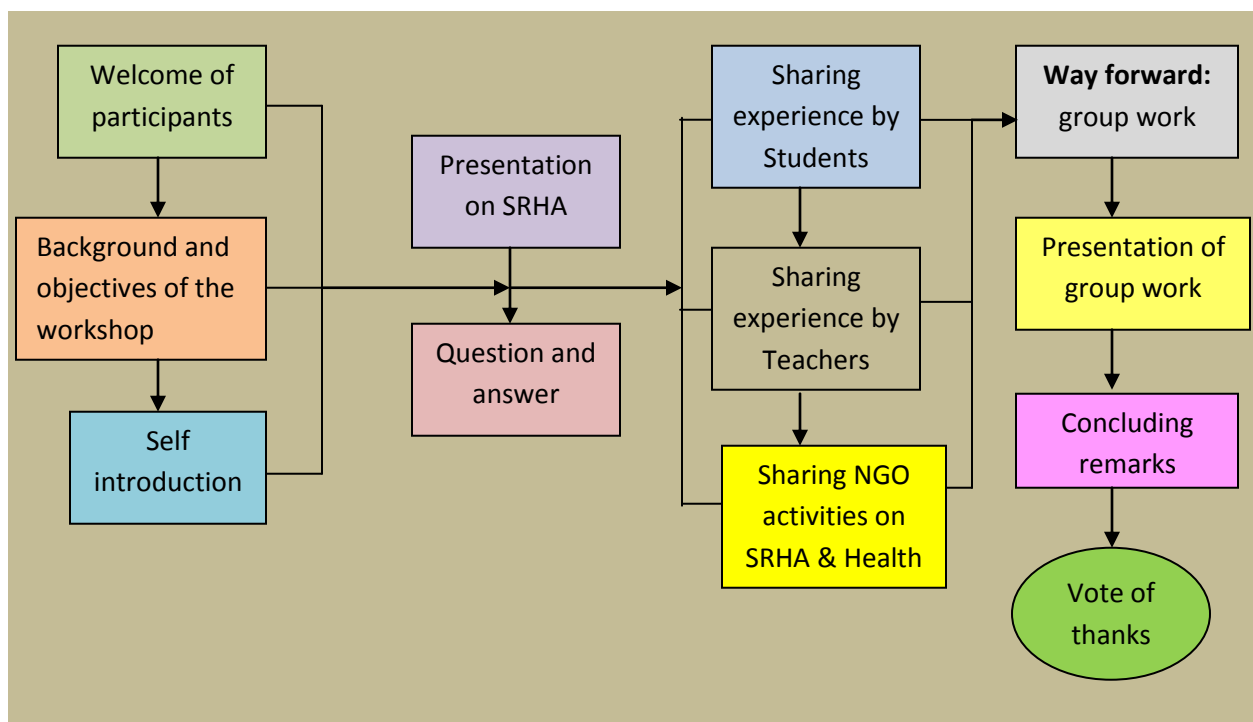 Welcome of
participants
Background and
objectives of the
workshop
Self
introduction
Presentation
on SRHA
Question and
answer
Sharing
experience by
Students
Sharing
experience by
Teachers
Sharing NGO
activities on
SRHA & Health
Way forward:
group work
Presentation of
group work
Concluding
remarks
Vote of
thanks